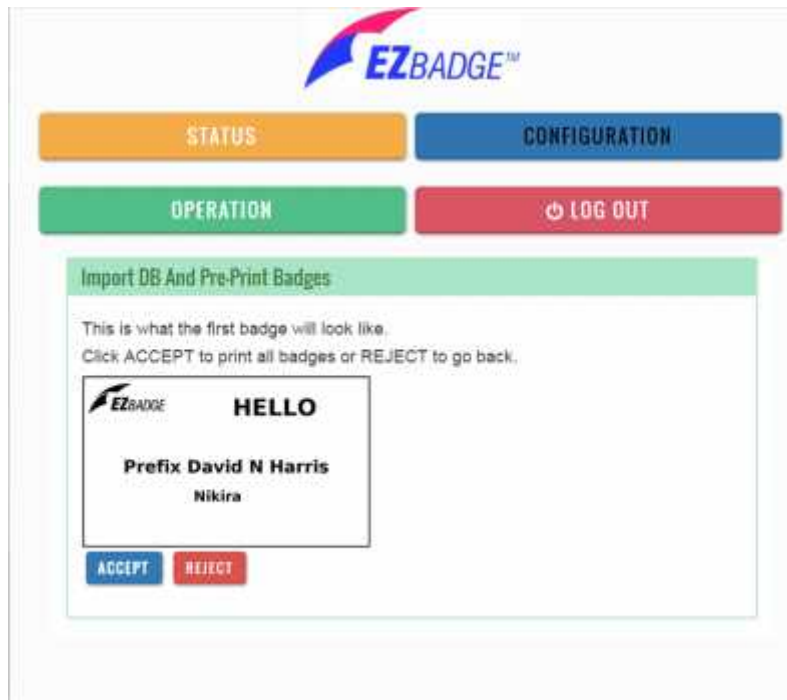 EZBADGE™
STATUS
CONFIGURATION
OPERATION
LOG OUT
Import DB And Pre-Print Badges
This is what the first badge will look like.
Click ACCEPT to print all badges or REJECT to go back.
EZBADGE
HELLO
Prefix David N Harris
Nikira
ACCEPT
REJECT